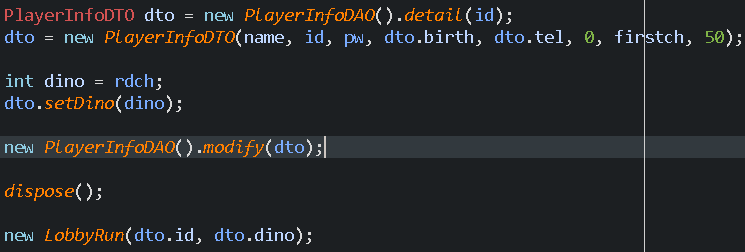 PlayerInfoDTO dto = new PlayerInfoDAO().detail(id);
dto = new PlayerInfoDTO(name, id, pw, dto.birth, dto.tel, 0, firstch, 50);
int dino = rdch;
dto.setDino(dino);
new PlayerInfoDAO().modify(dto);
dispose();
new LobbyRun(dto.id, dto.dino);